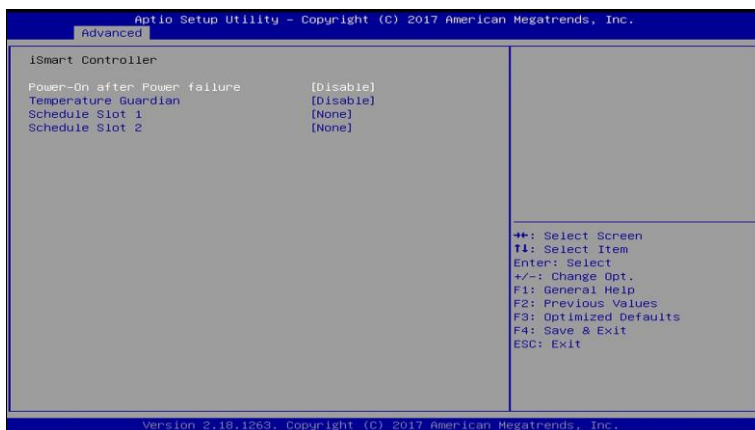 Aptio Setup Utility – Copyright (C) 2017 American Megatrends, Inc.
Advanced
iSmart Controller
Power-On after Power failure [Disable]
Temperature Guardian [Disable]
Schedule Slot 1 [None]
Schedule Slot 2 [None]
→←: Select Screen
↑↓: Select Item
Enter: Select
+/-: Change Opt.
F1: General Help
F2: Previous Values
F3: Optimized Defaults
F4: Save & Exit
ESC: Exit
Version 2.18.1263. Copyright (C) 2017 American Megatrends, Inc.